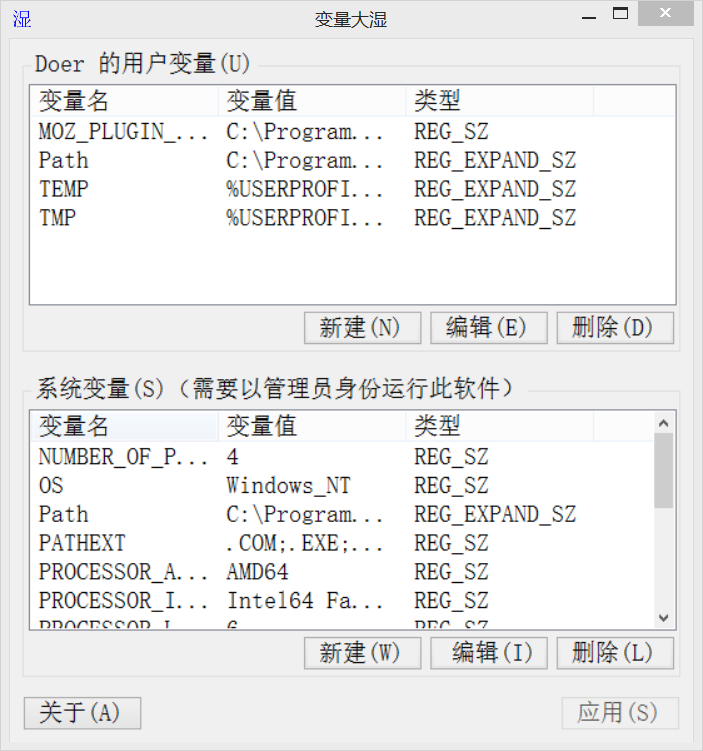 湿 变量大湿
Doer 的用户变量(U)
变量名 变量值 类型
MOZ_PLUGIN_... C:\Program... REG_SZ
Path C:\Program... REG_EXPAND_SZ
TEMP %USERPROFI... REG_EXPAND_SZ
TMP %USERPROFI... REG_EXPAND_SZ
新建(N) 编辑(E) 删除(D)
系统变量(S)（需要以管理员身份运行此软件）
变量名 变量值 类型
NUMBER_OF_P... 4 REG_SZ
OS Windows_NT REG_SZ
Path C:\Program... REG_EXPAND_SZ
PATHEXT .COM;.EXE;... REG_SZ
PROCESSOR_A... AMD64 REG_SZ
PROCESSOR_I... Intel64 Fa... REG_SZ
PROCESSOR_L... 6 REG_SZ
新建(W) 编辑(I) 删除(L)
关于(A) 应用(S)